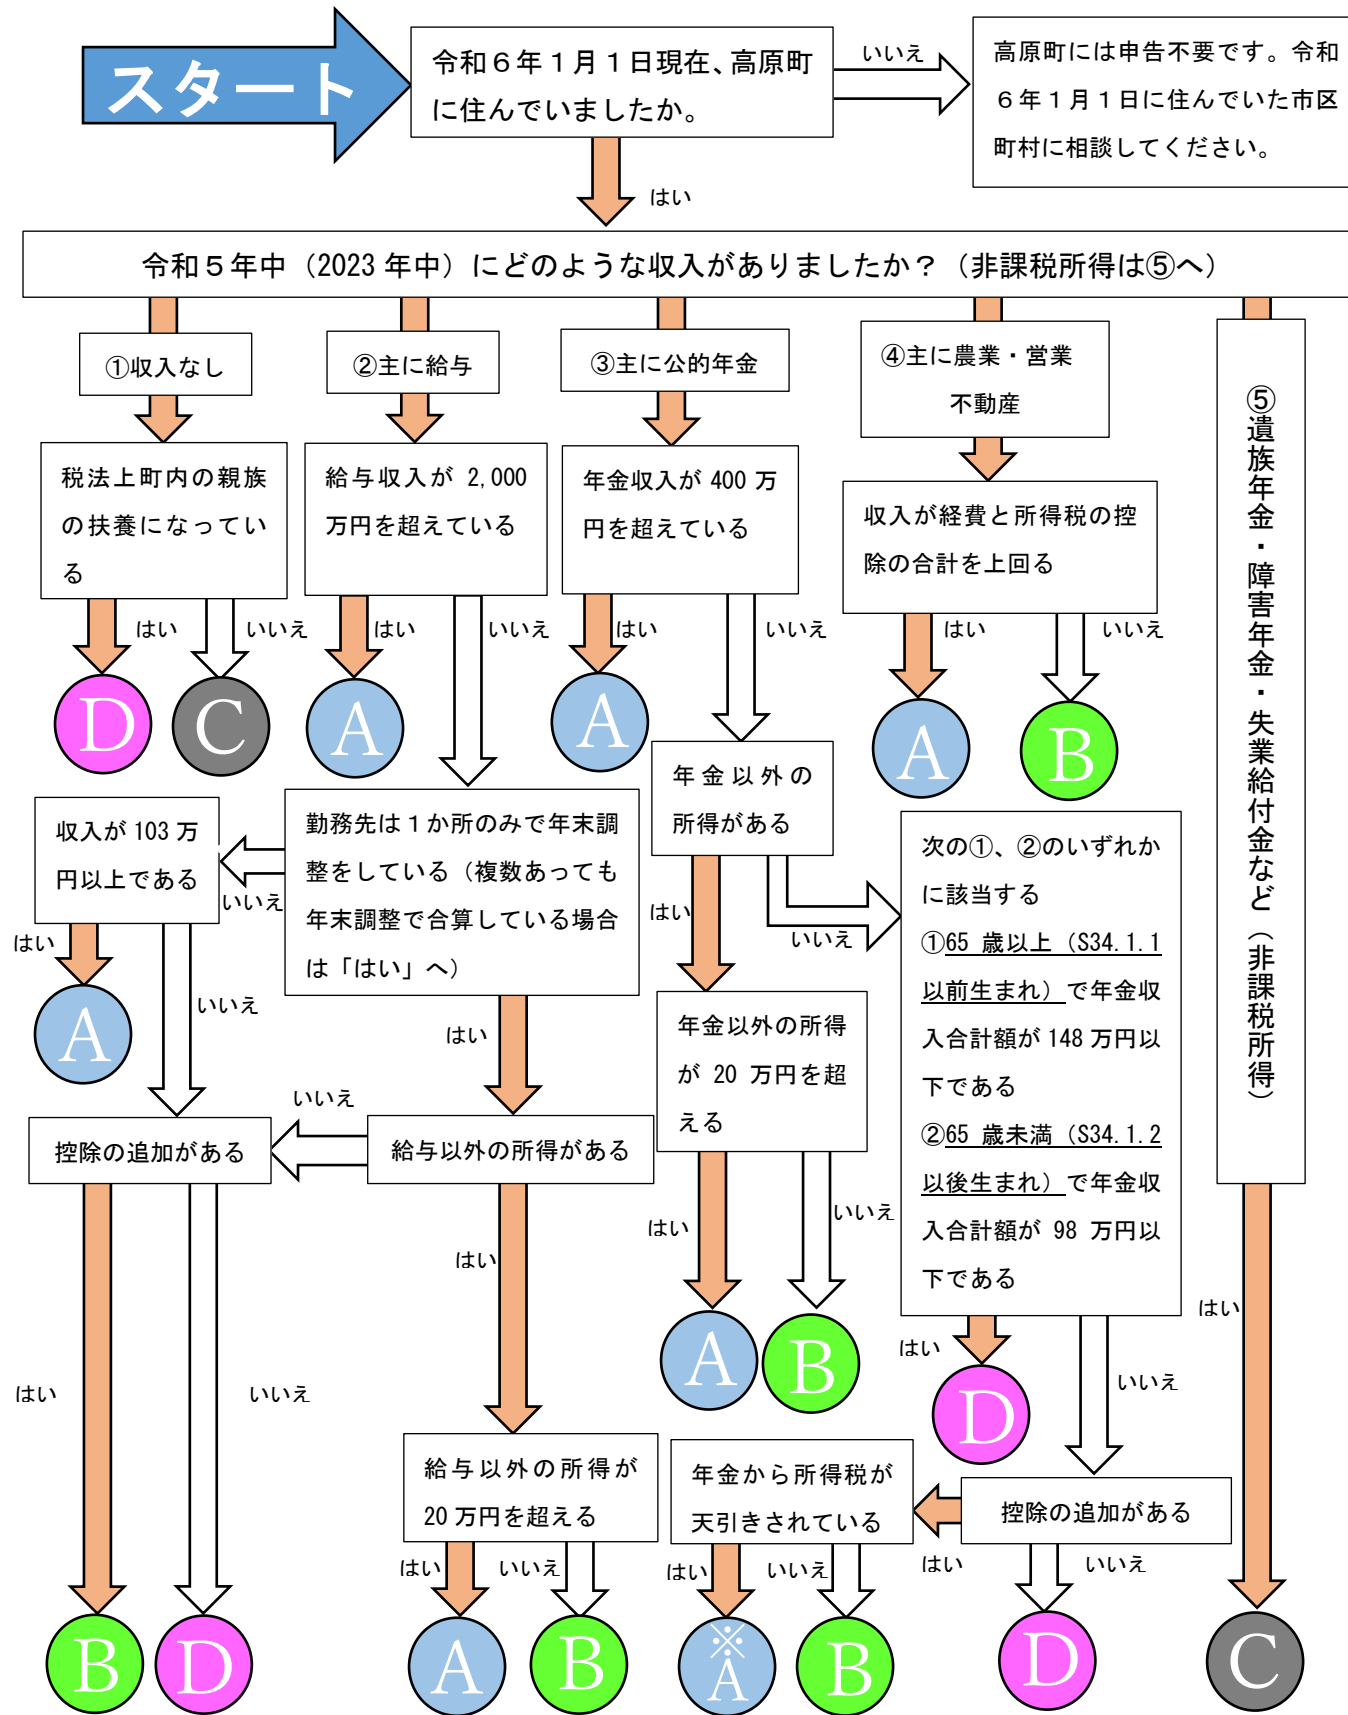 スタート
令和６年１月１日現在、高原町
に住んでいましたか。
いいえ
高原町には申告不要です。令和
６年１月１日に住んでいた市区
町村に相談してください。
はい
令和５年中（2023年中）にどのような収入がありましたか？（非課税所得は⑤へ）
①収入なし
②主に給与
③主に公的年金
④主に農業・営業
不動産
⑤遺族年金・障害年金・失業給付金など（非課税所得）
税法上町内の親族
の扶養になってい
る
給与収入が 2,000
万円を超えている
年金収入が 400 万
円を超えている
収入が経費と所得税の控
除の合計を上回る
はい
いいえ
はい
いいえ
はい
いいえ
はい
いいえ
D
C
A
A
A
B
収入が 103 万
円以上である
いいえ
勤務先は１か所のみで年末調
整をしている（複数あっても
年末調整で合算している場合
は「はい」へ）
年金以外の
所得がある
はい
いいえ
次の①、②のいずれか
に該当する
①65 歳以上（S34.1.1
以前生まれ）で年金収
入合計額が 148 万円以
下である
②65 歳未満（S34.1.2
以後生まれ）で年金収
入合計額が 98 万円以
下である
はい
いいえ
A
はい
年金以外の所得
が 20 万円を超
える
控除の追加がある
いいえ
給与以外の所得がある
はい
はい
いいえ
はい
A
B
はい
いいえ
D
はい
いいえ
給与以外の所得が
20 万円を超える
年金から所得税が
天引きされている
控除の追加がある
はい
いいえ
はい
いいえ
はい
いいえ
B
D
A
B
※
A
B
D
C